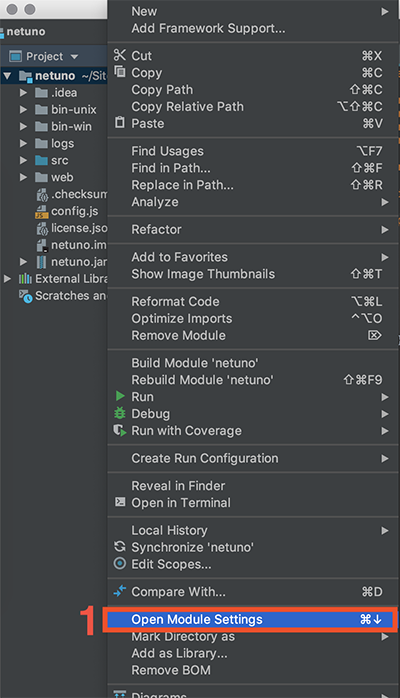 netuno
New
Add Framework Support...
netuno
Project
Cut ⌘X
netuno ~/Sit
Copy ⌘C
.idea
Copy Path ⇧⌘C
bin-unix
Copy Relative Path ⌥⇧⌘C
bin-win
Paste ⌘V
logs
Find Usages ⌥F7
src
Find in Path... ⇧⌘F
web
Replace in Path... ⇧⌘R
.checksum
Analyze
config.js
license.jso
Refactor
netuno.im
netuno.jar
Add to Favorites
External Libra
Show Image Thumbnails ⇧⌘T
Scratches and
Reformat Code ⌥⌘L
Optimize Imports ⌃⌥O
Remove Module ⌦
Build Module 'netuno'
Rebuild Module 'netuno' ⇧⌘F9
Run
Debug
Run with Coverage
Create Run Configuration
Reveal in Finder
Open in Terminal
Local History
Synchronize 'netuno'
Edit Scopes...
Compare With... ⌘D
1 Open Module Settings ⌘↓
Mark Directory as
Add as Library...
Remove BOM
Diagrams